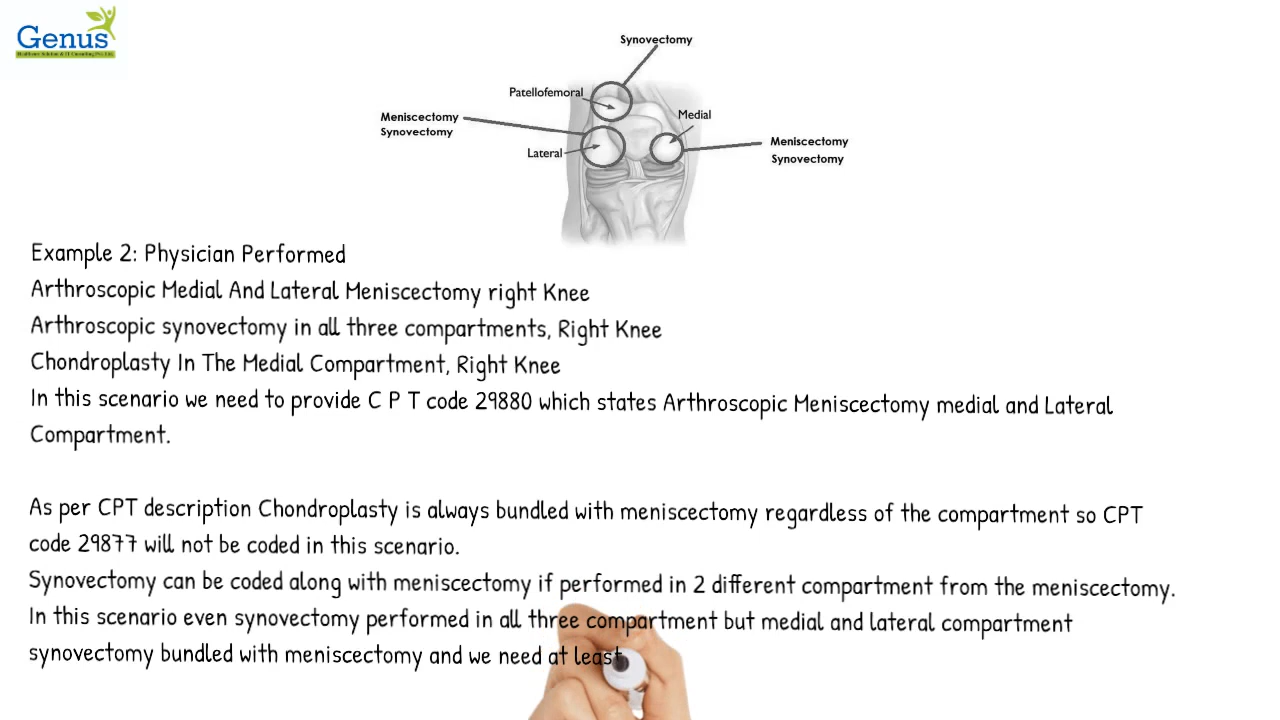 Genus
Synovectomy
Patellofemoral
Medial
Meniscectomy
Synovectomy
Lateral
Meniscectomy
Synovectomy
Example 2: Physician Performed
Arthroscopic Medial And Lateral Meniscectomy right Knee
Arthroscopic synovectomy in all three compartments, Right Knee
Chondroplasty In The Medial Compartment, Right Knee
In this scenario we need to provide C P T code 29880 which states Arthroscopic Meniscectomy medial and Lateral
Compartment.
As per CPT description Chondroplasty is always bundled with meniscectomy regardless of the compartment so CPT
code 29877 will not be coded in this scenario.
Synovectomy can be coded along with meniscectomy if performed in 2 different compartment from the meniscectomy.
In this scenario even synovectomy performed in all three compartment but medial and lateral compartment
synovectomy bundled with meniscectomy and we need at least